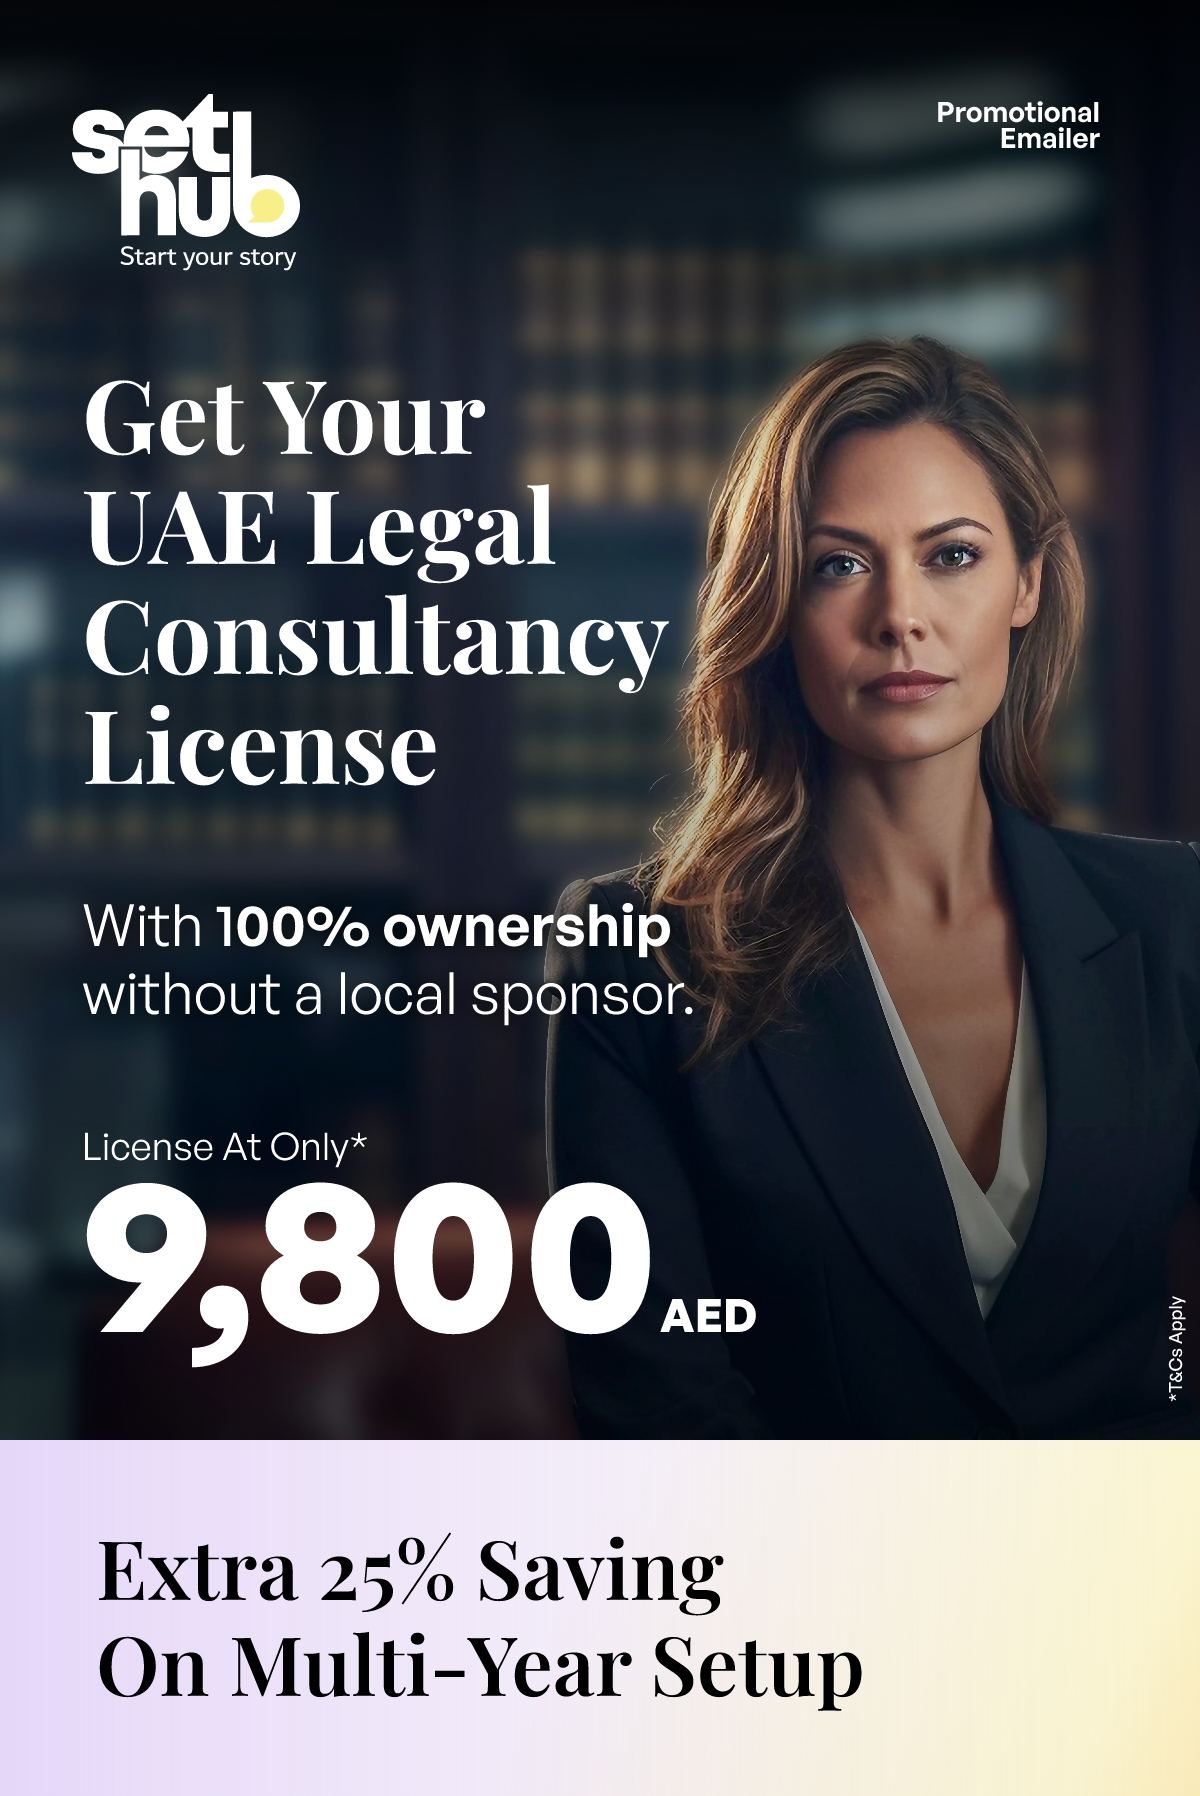 set hub
Start your story
Promotional
Emailer
Get Your
UAE Legal
Consultancy
License
With 100% ownership
without a local sponsor.
License At Only*
9,800 AED
*T&Cs Apply
Extra 25% Saving
On Multi-Year Setup